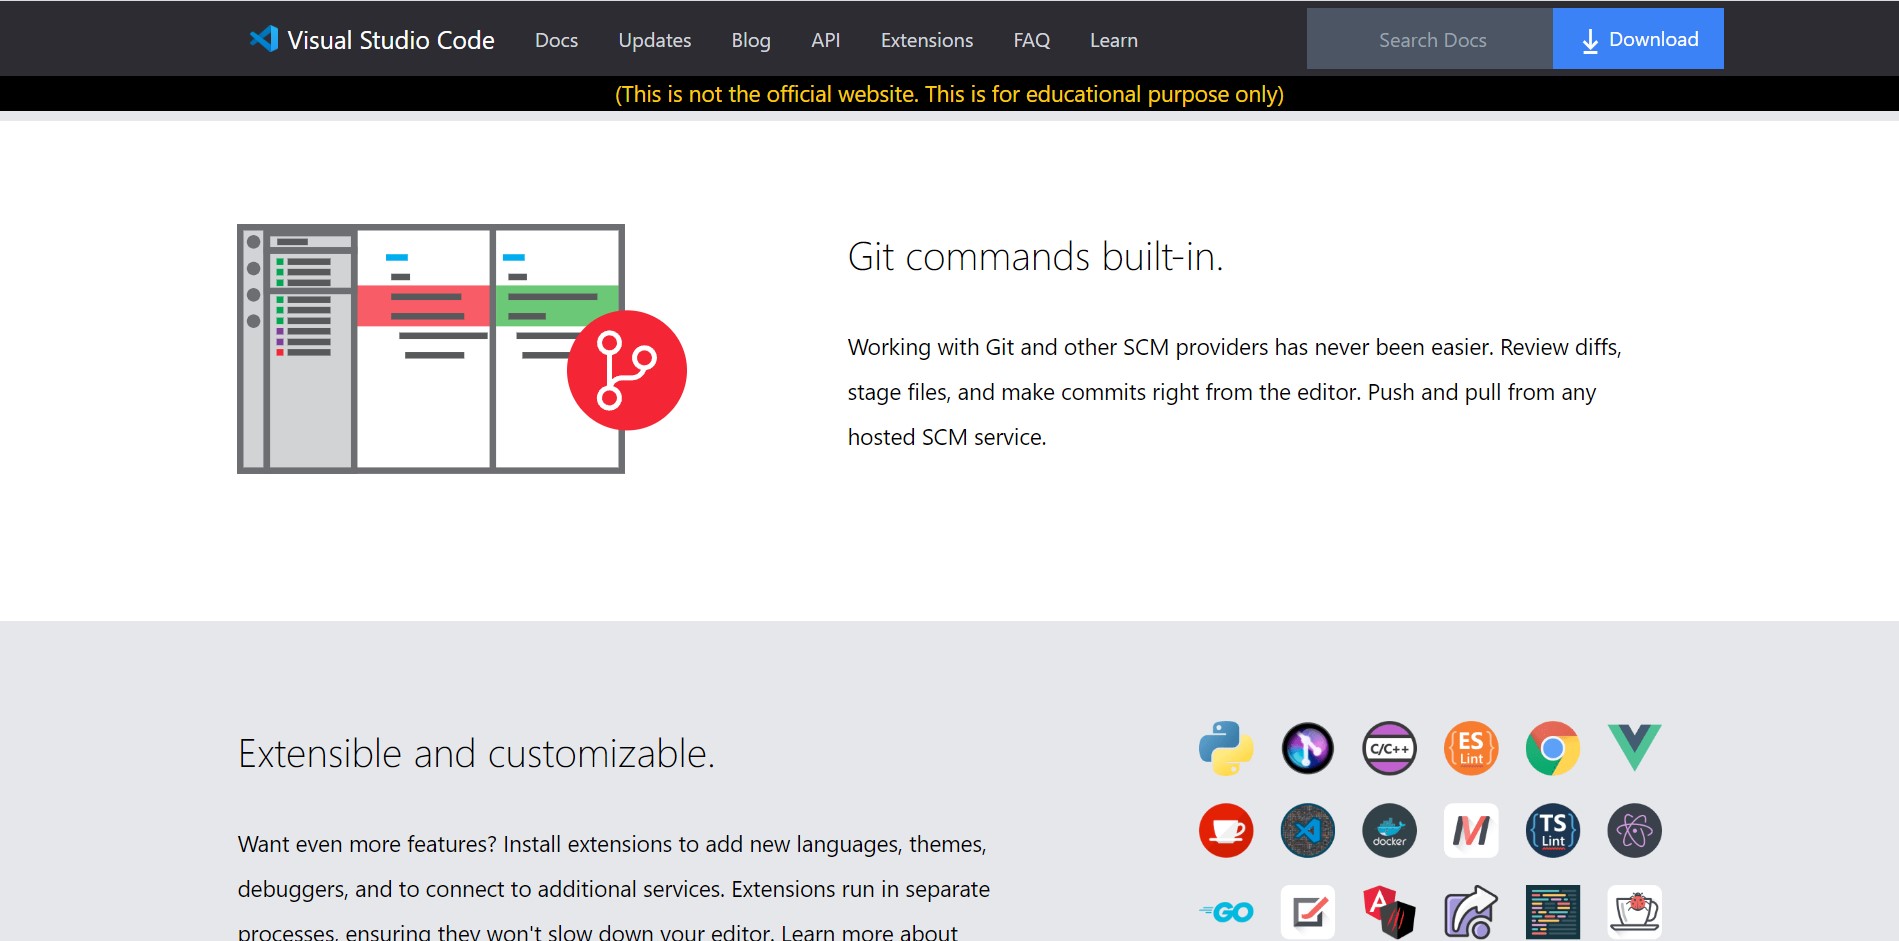 Visual Studio Code Docs Updates Blog API Extensions FAQ Learn Search Docs Download
(This is not the official website. This is for educational purpose only)
Git commands built-in.
Working with Git and other SCM providers has never been easier. Review diffs,
stage files, and make commits right from the editor. Push and pull from any
hosted SCM service.
Extensible and customizable.
Want even more features? Install extensions to add new languages, themes,
debuggers, and to connect to additional services. Extensions run in separate
processes, ensuring they won't slow down your editor. Learn more about
C/C++
ES
Lint
docker
M
TS
Lint
GO
A